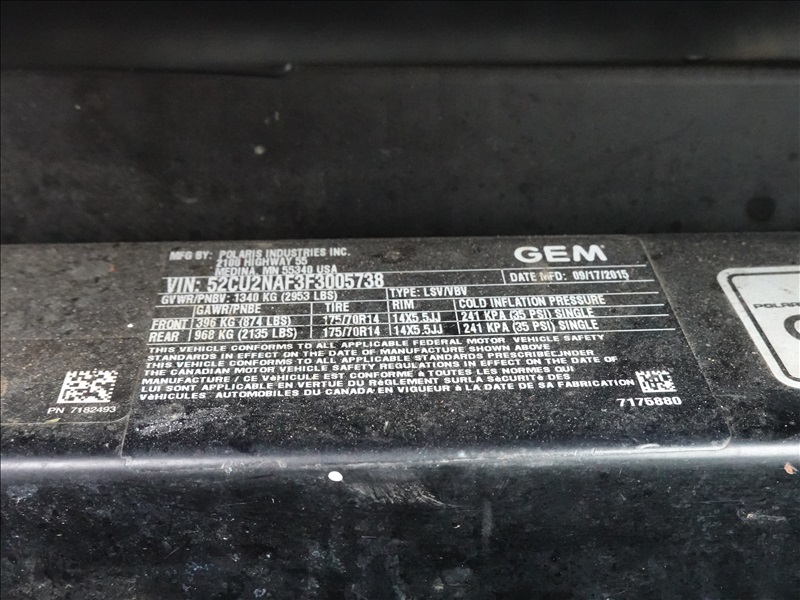 MFG BY: POLARIS INDUSTRIES INC.
2100 HIGHWAY 55
MEDINA, MN 55340 USA
GEM
VIN: 52CU2NAF3F3005738
DATE MFD: 09/17/2015
GVWR/PNBV: 1340 KG (2953 LBS)
TYPE: LSV/VBV
GAWR/PNBE TIRE RIM COLD INFLATION PRESSURE
FRONT 396 KG (874 LBS) 175/70R14 14X5.5JJ 241 KPA (35 PSI) SINGLE
REAR 968 KG (2135 LBS) 175/70R14 14X5.5JJ 241 KPA (35 PSI) SINGLE
THIS VEHICLE CONFORMS TO ALL APPLICABLE FEDERAL MOTOR VEHICLE SAFETY
STANDARDS IN EFFECT ON THE DATE OF MANUFACTURE SHOWN ABOVE
THIS VEHICLE CONFORMS TO ALL APPLICABLE STANDARDS PRESCRIBED UNDER
THE CANADIAN MOTOR VEHICLE SAFETY REGULATIONS IN EFFECT ON THE DATE OF
MANUFACTURE / CE VÉHICULE EST CONFORME À TOUTES LES NORMES QUI
LUI SONT APPLICABLE EN VERTUE DU RÈGLEMENT SUR LA SÉCURITÉ DES
VÉHICULES AUTOMOBILES DU CANADA EN VIGUEUR À LA DATE DE SA FABRICATION
PN 7182493
7175880